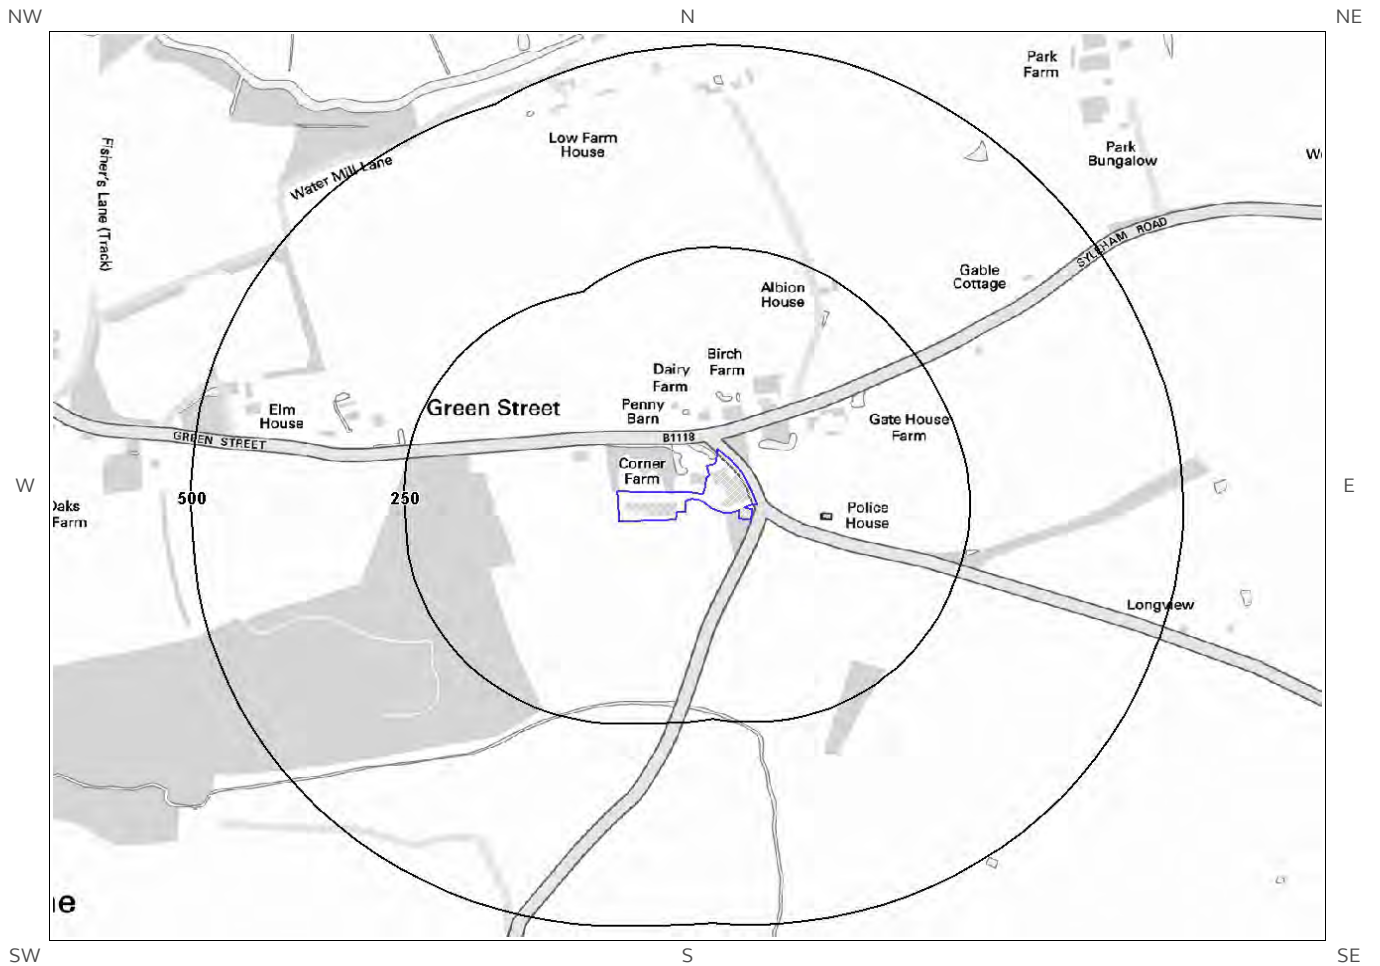 NW
N
NE
Park
Farm
Low Farm
House
Park
Bungalow
Water Mill Lane
Fisher's Lane (Track)
SYLEHAM ROAD
Gable
Cottage
Albion
House
Birch
Farm
Dairy
Farm
Penny
Barn
Green Street
Elm
House
GREEN STREET
B1118
Gate House
Farm
Corner
Farm
W
E
500
250
Police
House
Oaks
Farm
Longview
SW
S
SE